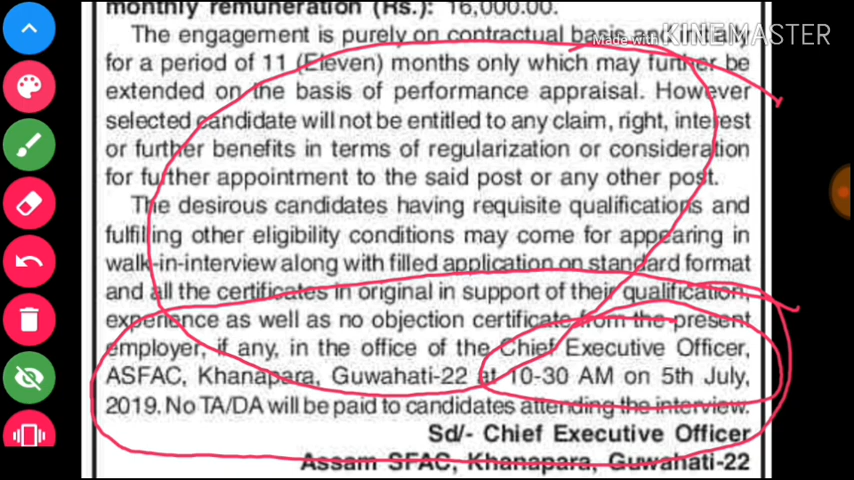 monthly remuneration (Rs.): 16,000.00.
The engagement is purely on contractual basis and initially
Made with KINEMASTER
for a period of 11 (Eleven) months only which may further be
extended on the basis of performance appraisal. However
selected candidate will not be entitled to any claim, right, interest
or further benefits in terms of regularization or consideration
for further appointment to the said post or any other post.
The desirous candidates having requisite qualifications and
fulfilling other eligibility conditions may come for appearing in
walk-in-interview along with filled application on standard format
and all the certificates in original in support of their qualification,
experience as well as no objection certificate from the present
employer, if any, in the office of the Chief Executive Officer,
ASFAC, Khanapara, Guwahati-22 at 10-30 AM on 5th July,
2019. No TA/DA will be paid to candidates attending the interview.
Sd/- Chief Executive Officer
Assam SFAC, Khanapara, Guwahati-22